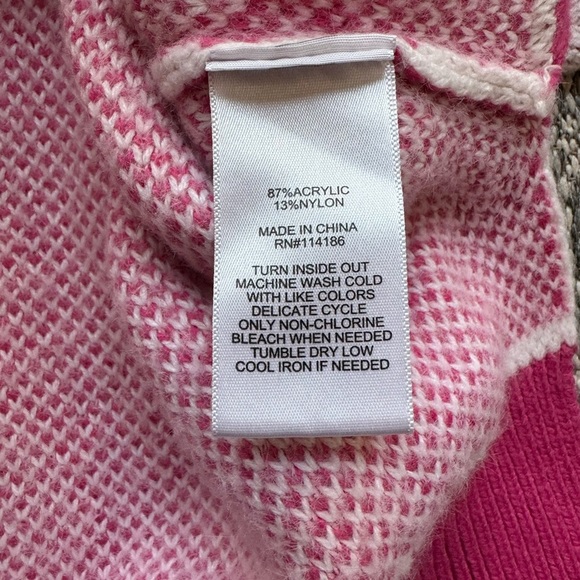 87%ACRYLIC
13%NYLON
MADE IN CHINA
RN#114186
TURN INSIDE OUT
MACHINE WASH COLD
WITH LIKE COLORS
DELICATE CYCLE
ONLY NON-CHLORINE
BLEACH WHEN NEEDED
TUMBLE DRY LOW
COOL IRON IF NEEDED